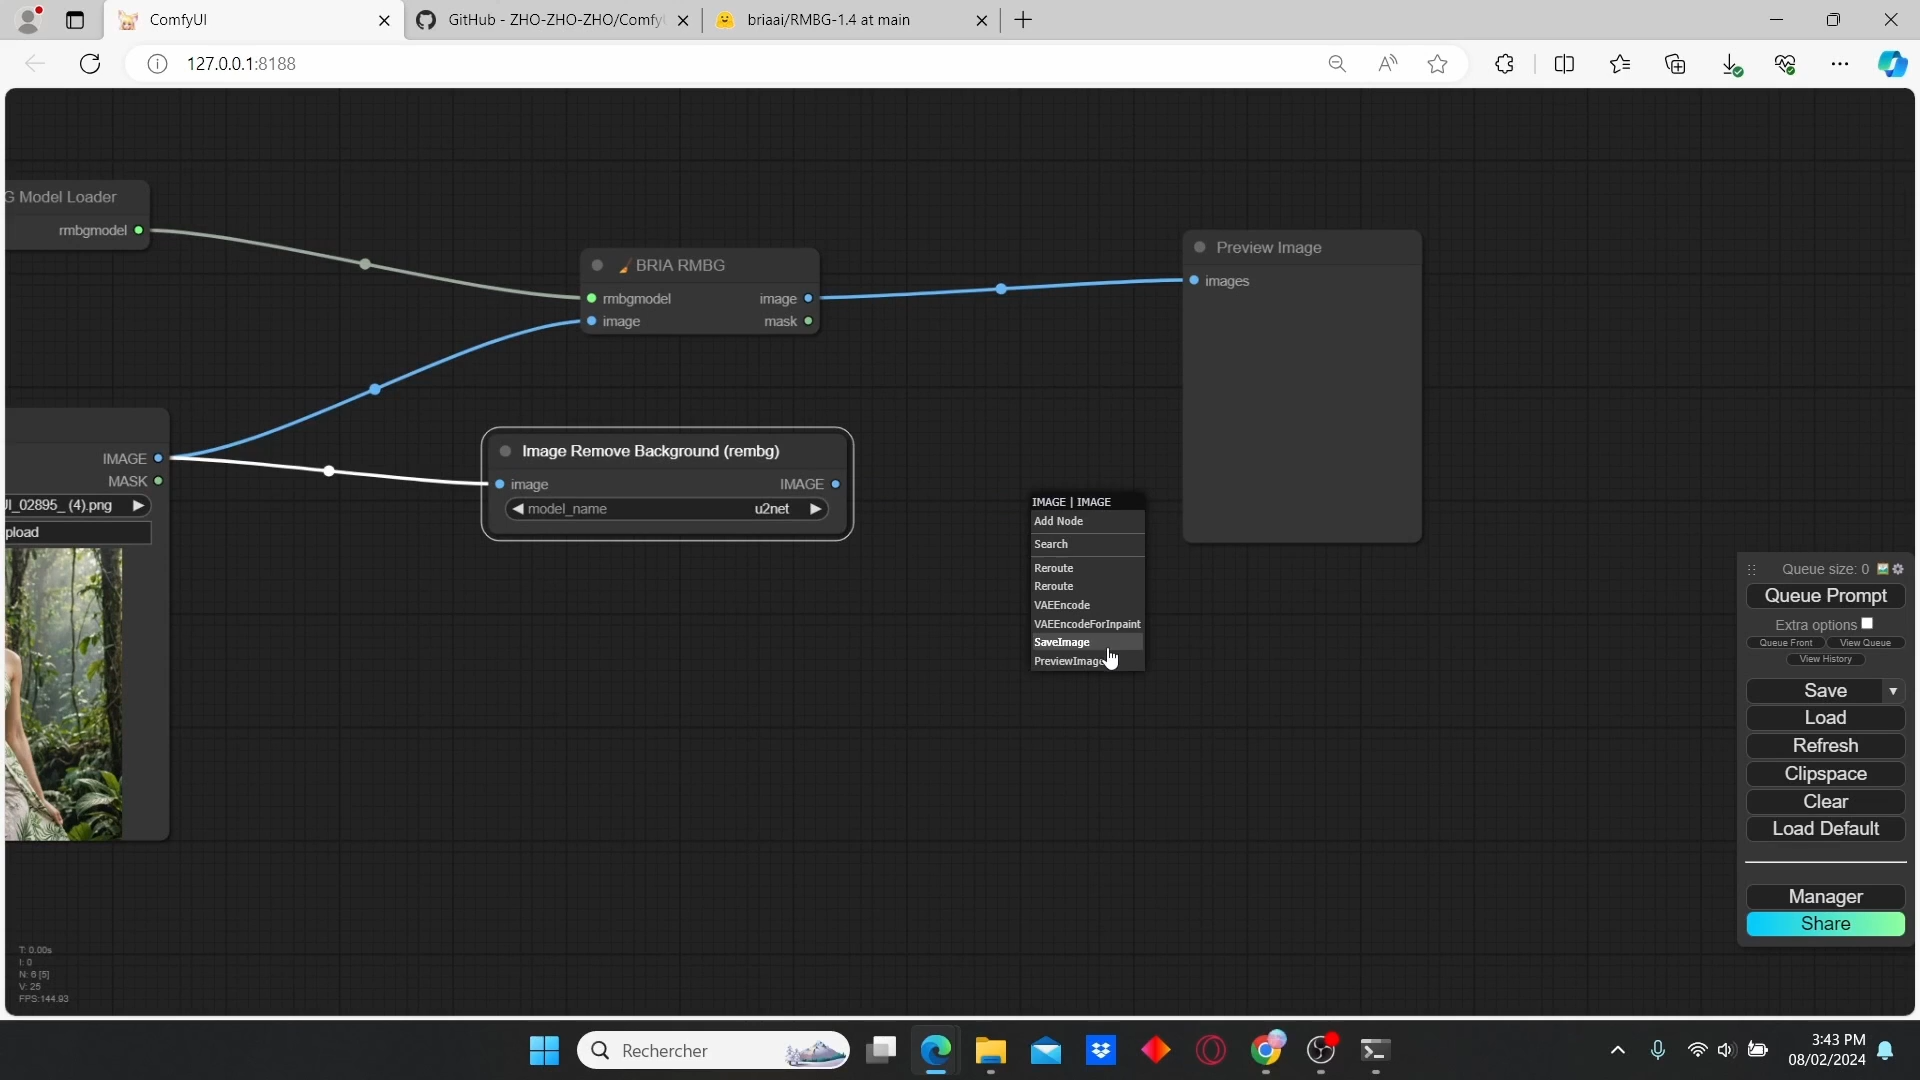 ComfyUI
GitHub - ZHO-ZHO-ZHO/Comfy
briaai/RMBG-1.4 at main
127.0.0.1:8188
G Model Loader
rmbgmodel
BRIA RMBG
rmbgmodel image
image mask
Preview Image
images
IMAGE
MASK
UI_02895_ (4).png
pload
Image Remove Background (rembg)
image IMAGE
model_name u2net
IMAGE | IMAGE
Add Node
Search
Reroute
Reroute
VAEEncode
VAEEncodeForInpaint
SaveImage
PreviewImage
Queue size: 0
Queue Prompt
Extra options
Queue Front View Queue
View History
Save
Load
Refresh
Clipspace
Clear
Load Default
Manager
Share
T: 0.00s
I: 0
N: 6 [5]
V: 25
FPS:144.93
Rechercher
3:43 PM
08/02/2024